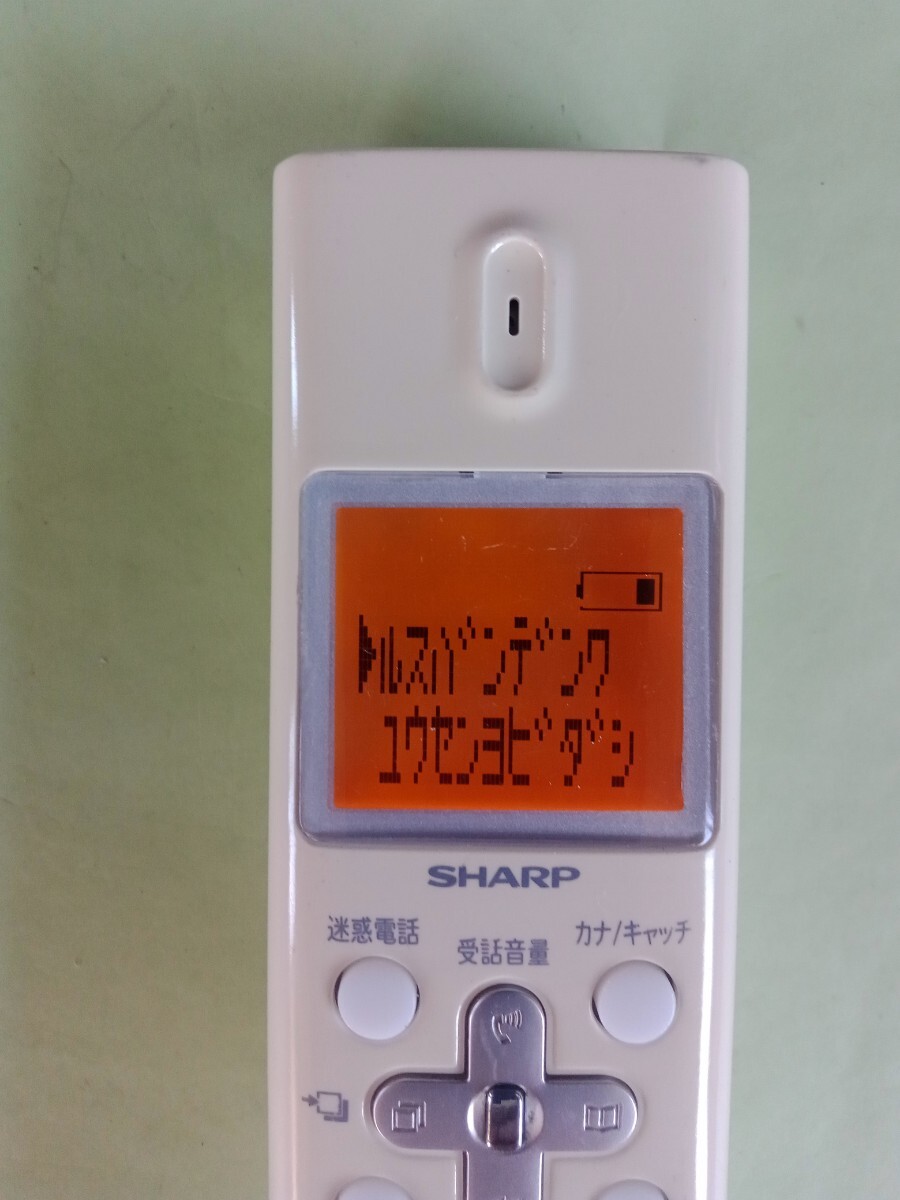 ﾙｽﾊﾞﾝﾃﾞﾝﾜ
ﾕｳｾﾝﾖﾋﾞﾀﾞｼ
SHARP
迷惑電話
受話音量
カナ/キャッチ